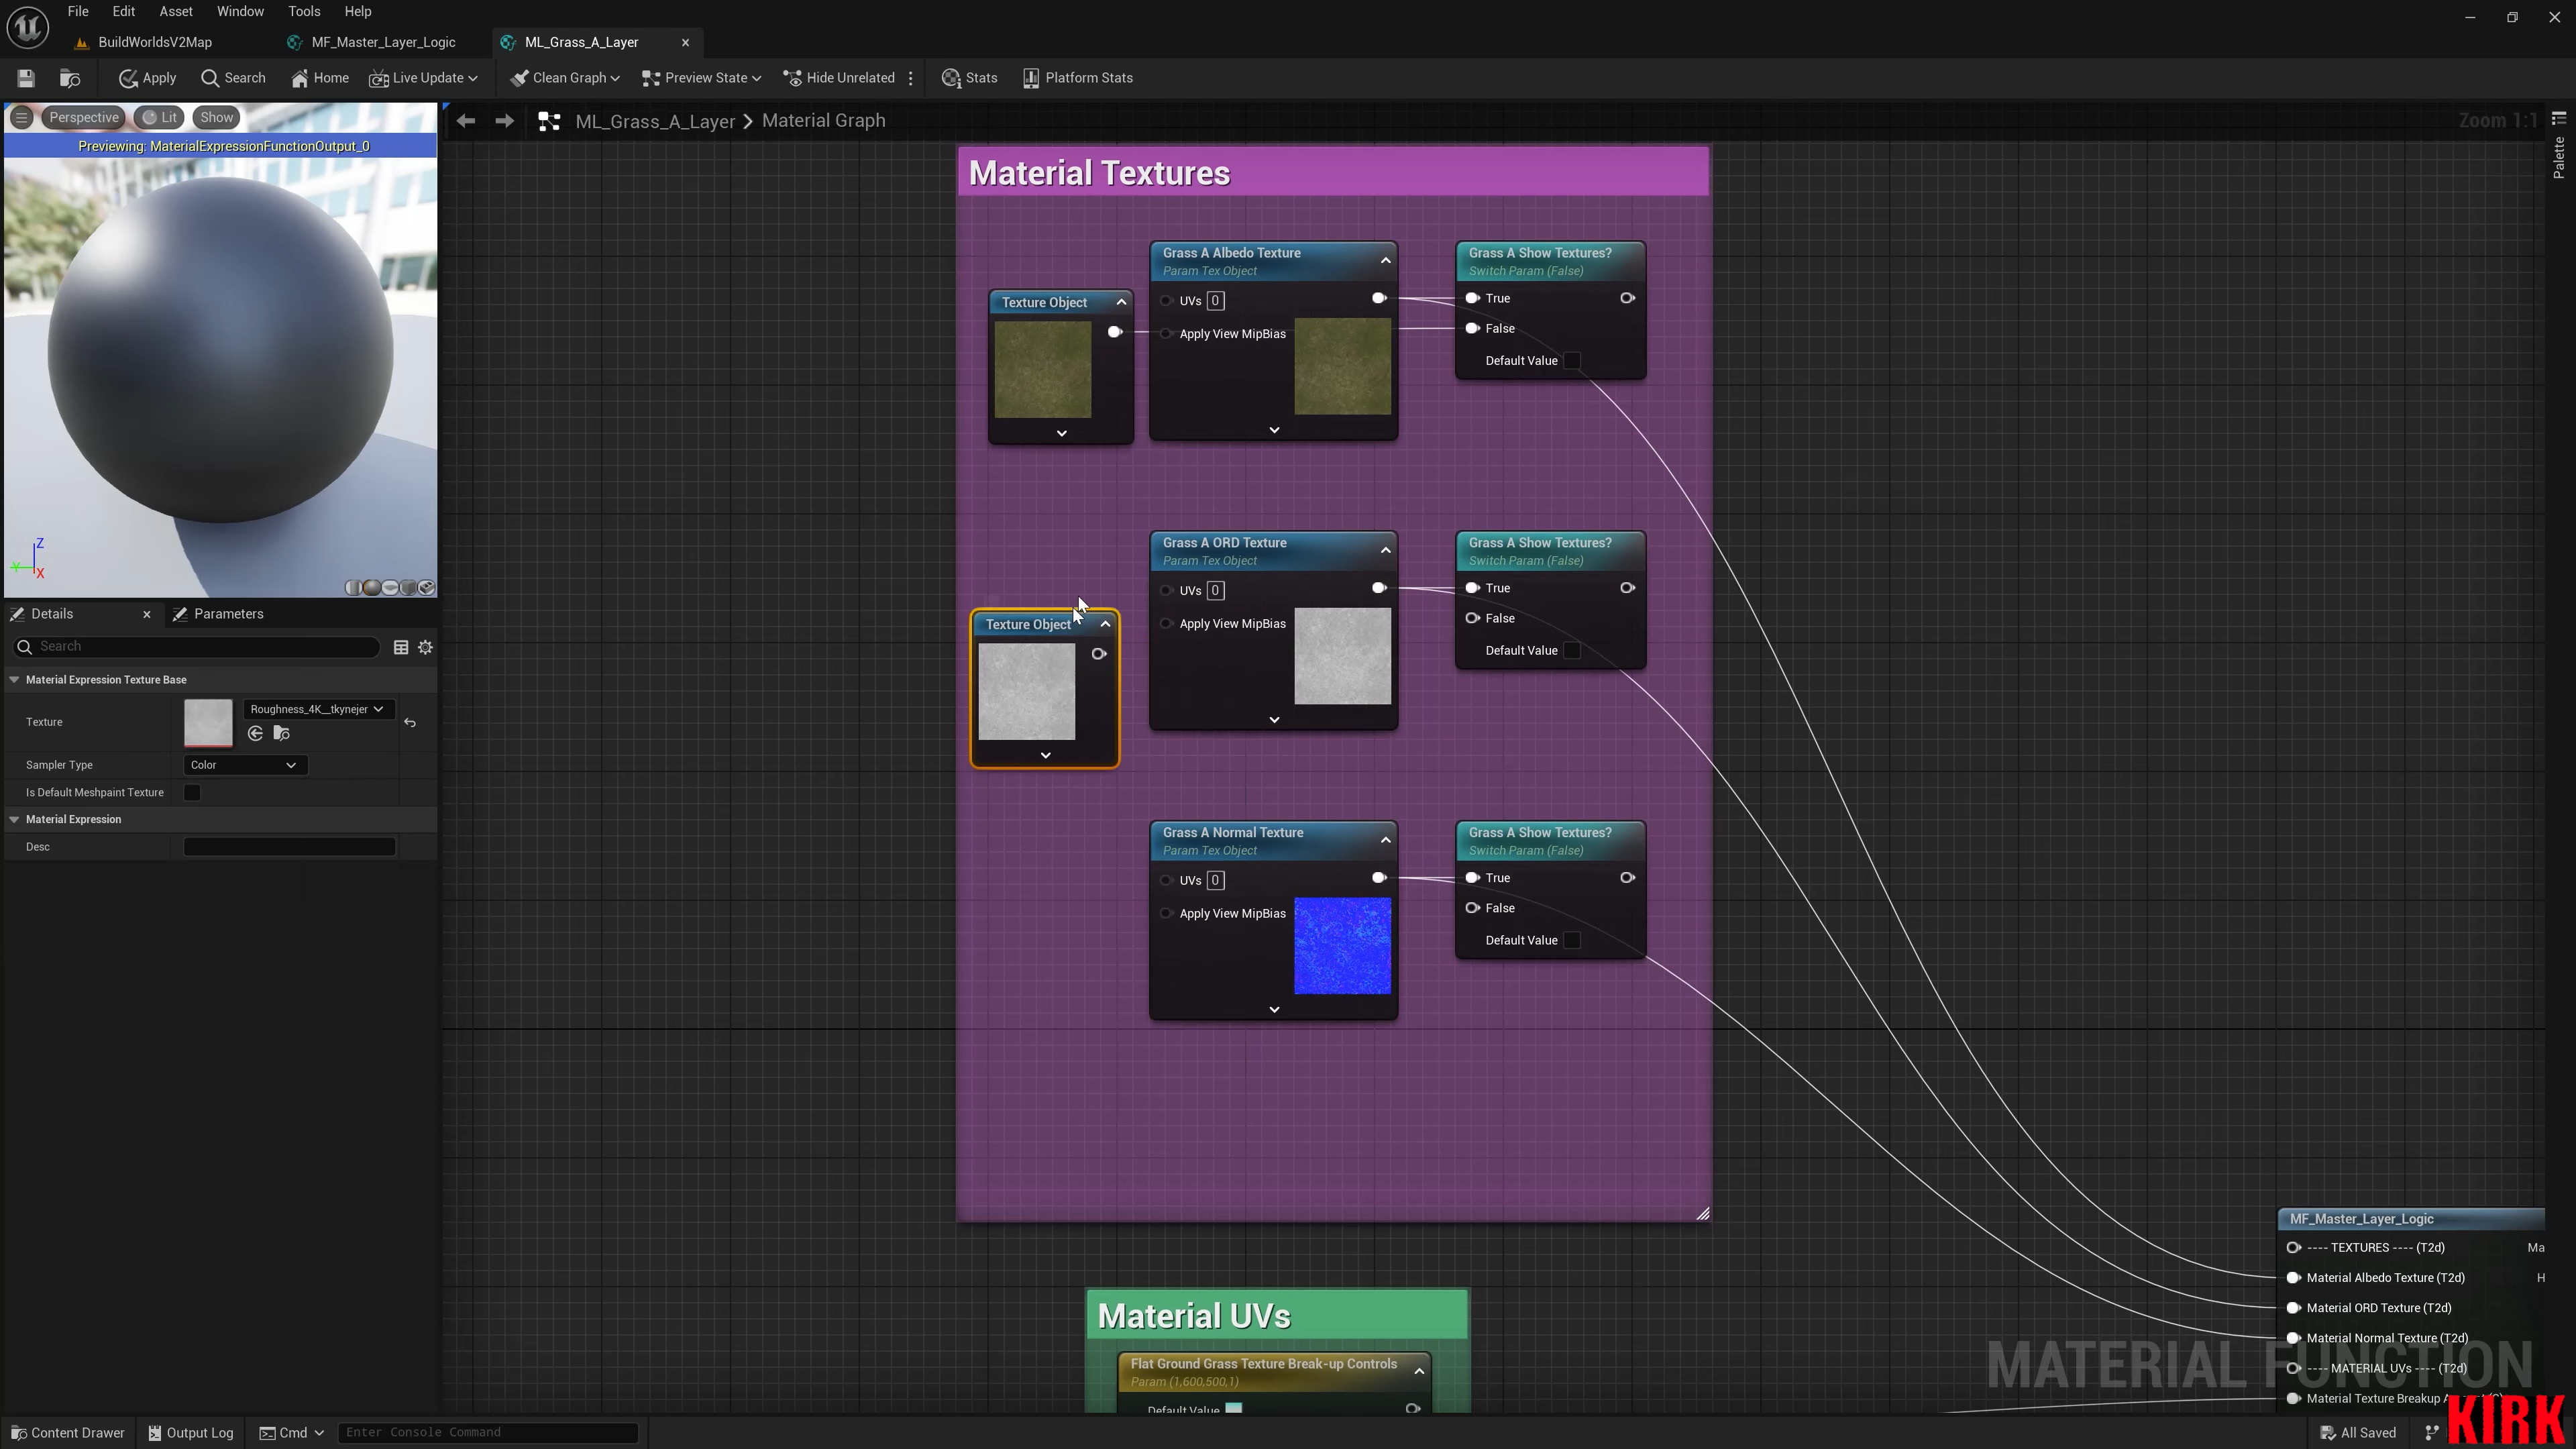 File Edit Asset Window Tools Help
BuildWorldsV2Map MF_Master_Layer_Logic ML_Grass_A_Layer
Apply Search Home Live Update Clean Graph Preview State Hide Unrelated Stats Platform Stats
Perspective Lit Show
Previewing: MaterialExpressionFunctionOutput_0
Z
Y
X
Details Parameters
Search
Material Expression Texture Base
Texture Roughness_4K__tkynejer
Sampler Type Color
Is Default Meshpaint Texture
Material Expression
Desc
ML_Grass_A_Layer > Material Graph
Zoom 1:1
Palette
Material Textures
Texture Object
Grass A Albedo Texture
Param Tex Object
UVs 0
Apply View MipBias
Grass A Show Textures?
Switch Param (False)
True
False
Default Value
Texture Object
Grass A ORD Texture
Param Tex Object
UVs 0
Apply View MipBias
Grass A Show Textures?
Switch Param (False)
True
False
Default Value
Grass A Normal Texture
Param Tex Object
UVs 0
Apply View MipBias
Grass A Show Textures?
Switch Param (False)
True
False
Default Value
Material UVs
Flat Ground Grass Texture Break-up Controls
Param (1,600,500,1)
Default Value
MF_Master_Layer_Logic
---- TEXTURES ---- (T2d) Ma
Material Albedo Texture (T2d) H
Material ORD Texture (T2d)
Material Normal Texture (T2d)
---- MATERIAL UVs ---- (T2d)
Material Texture Breakup
MATERIAL FUNCTION
KIRK
Content Drawer Output Log Cmd Enter Console Command All Saved